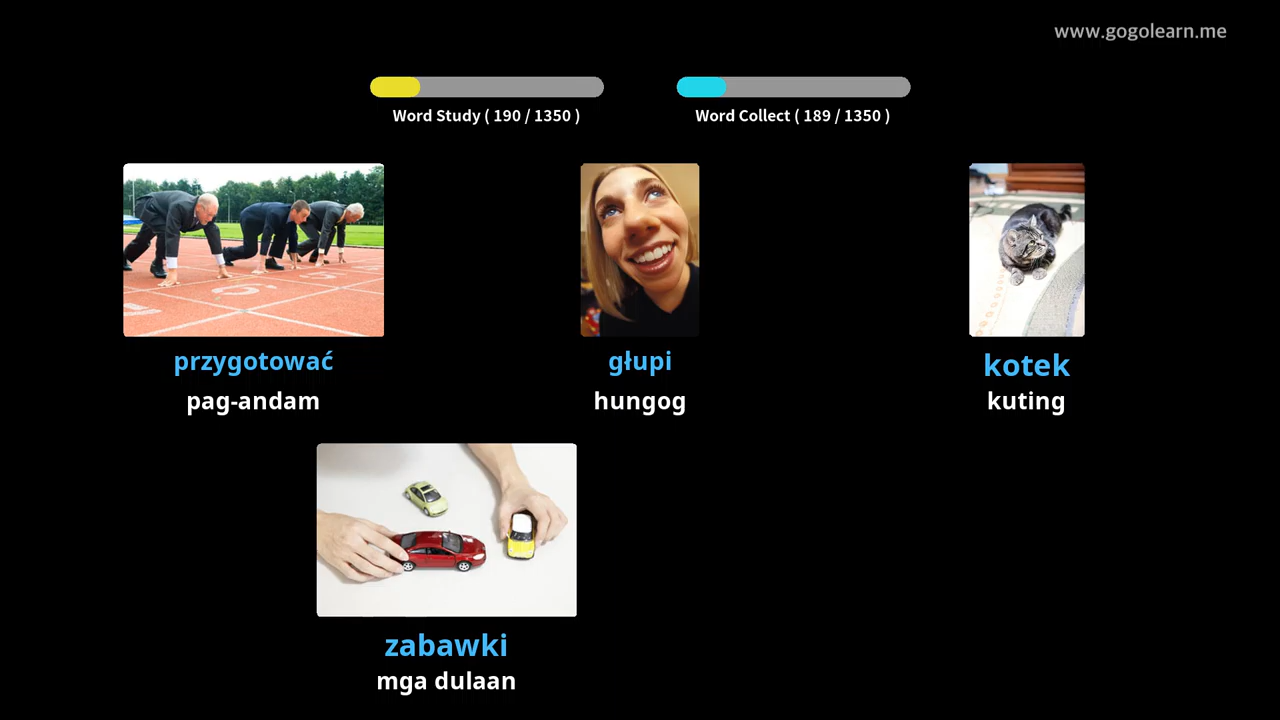 www.gogolearn.me
Word Study ( 190 / 1350 )
Word Collect ( 189 / 1350 )
przygotować
pag-andam
głupi
hungog
kotek
kuting
zabawki
mga dulaan